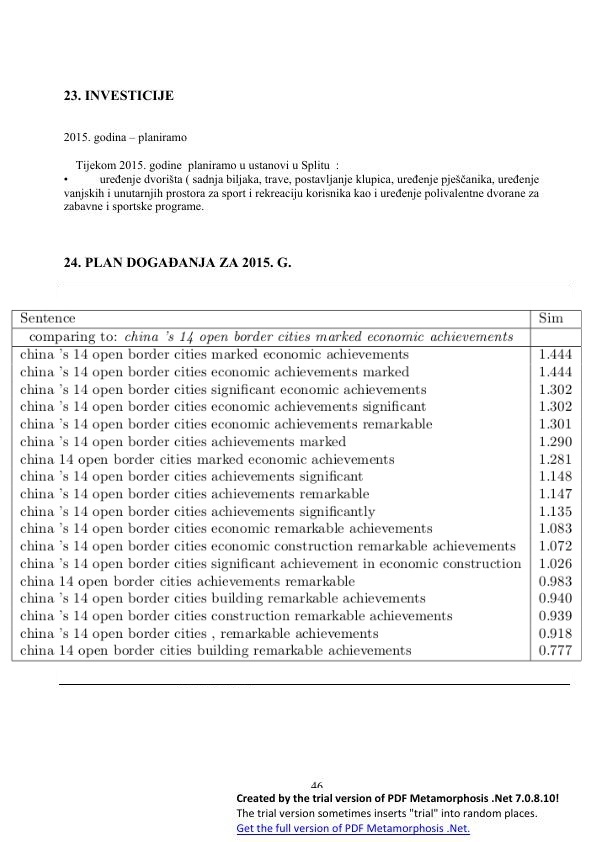 23. INVESTICIJE
2015. godina – planiramo
Tijekom 2015. godine planiramo u ustanovi u Splitu :
• uređenje dvorišta ( sadnja biljaka, trave, postavljanje klupica, uređenje pješčanika, uređenje
vanjskih i unutarnjih prostora za sport i rekreaciju korisnika kao i uređenje polivalentne dvorane za
zabavne i sportske programe.
24. PLAN DOGAĐANJA ZA 2015. G.
Sentence Sim
comparing to: china 's 14 open border cities marked economic achievements
china 's 14 open border cities marked economic achievements 1.444
china 's 14 open border cities economic achievements marked 1.444
china 's 14 open border cities significant economic achievements 1.302
china 's 14 open border cities economic achievements significant 1.302
china 's 14 open border cities economic achievements remarkable 1.301
china 's 14 open border cities achievements marked 1.290
china 14 open border cities marked economic achievements 1.281
china 's 14 open border cities achievements significant 1.148
china 's 14 open border cities achievements remarkable 1.147
china 's 14 open border cities achievements significantly 1.135
china 's 14 open border cities economic remarkable achievements 1.083
china 's 14 open border cities economic construction remarkable achievements 1.072
china 's 14 open border cities significant achievement in economic construction 1.026
china 14 open border cities achievements remarkable 0.983
china 's 14 open border cities building remarkable achievements 0.940
china 's 14 open border cities construction remarkable achievements 0.939
china 's 14 open border cities , remarkable achievements 0.918
china 14 open border cities building remarkable achievements 0.777
46
Created by the trial version of PDF Metamorphosis .Net 7.0.8.10!
The trial version sometimes inserts "trial" into random places.
Get the full version of PDF Metamorphosis .Net.